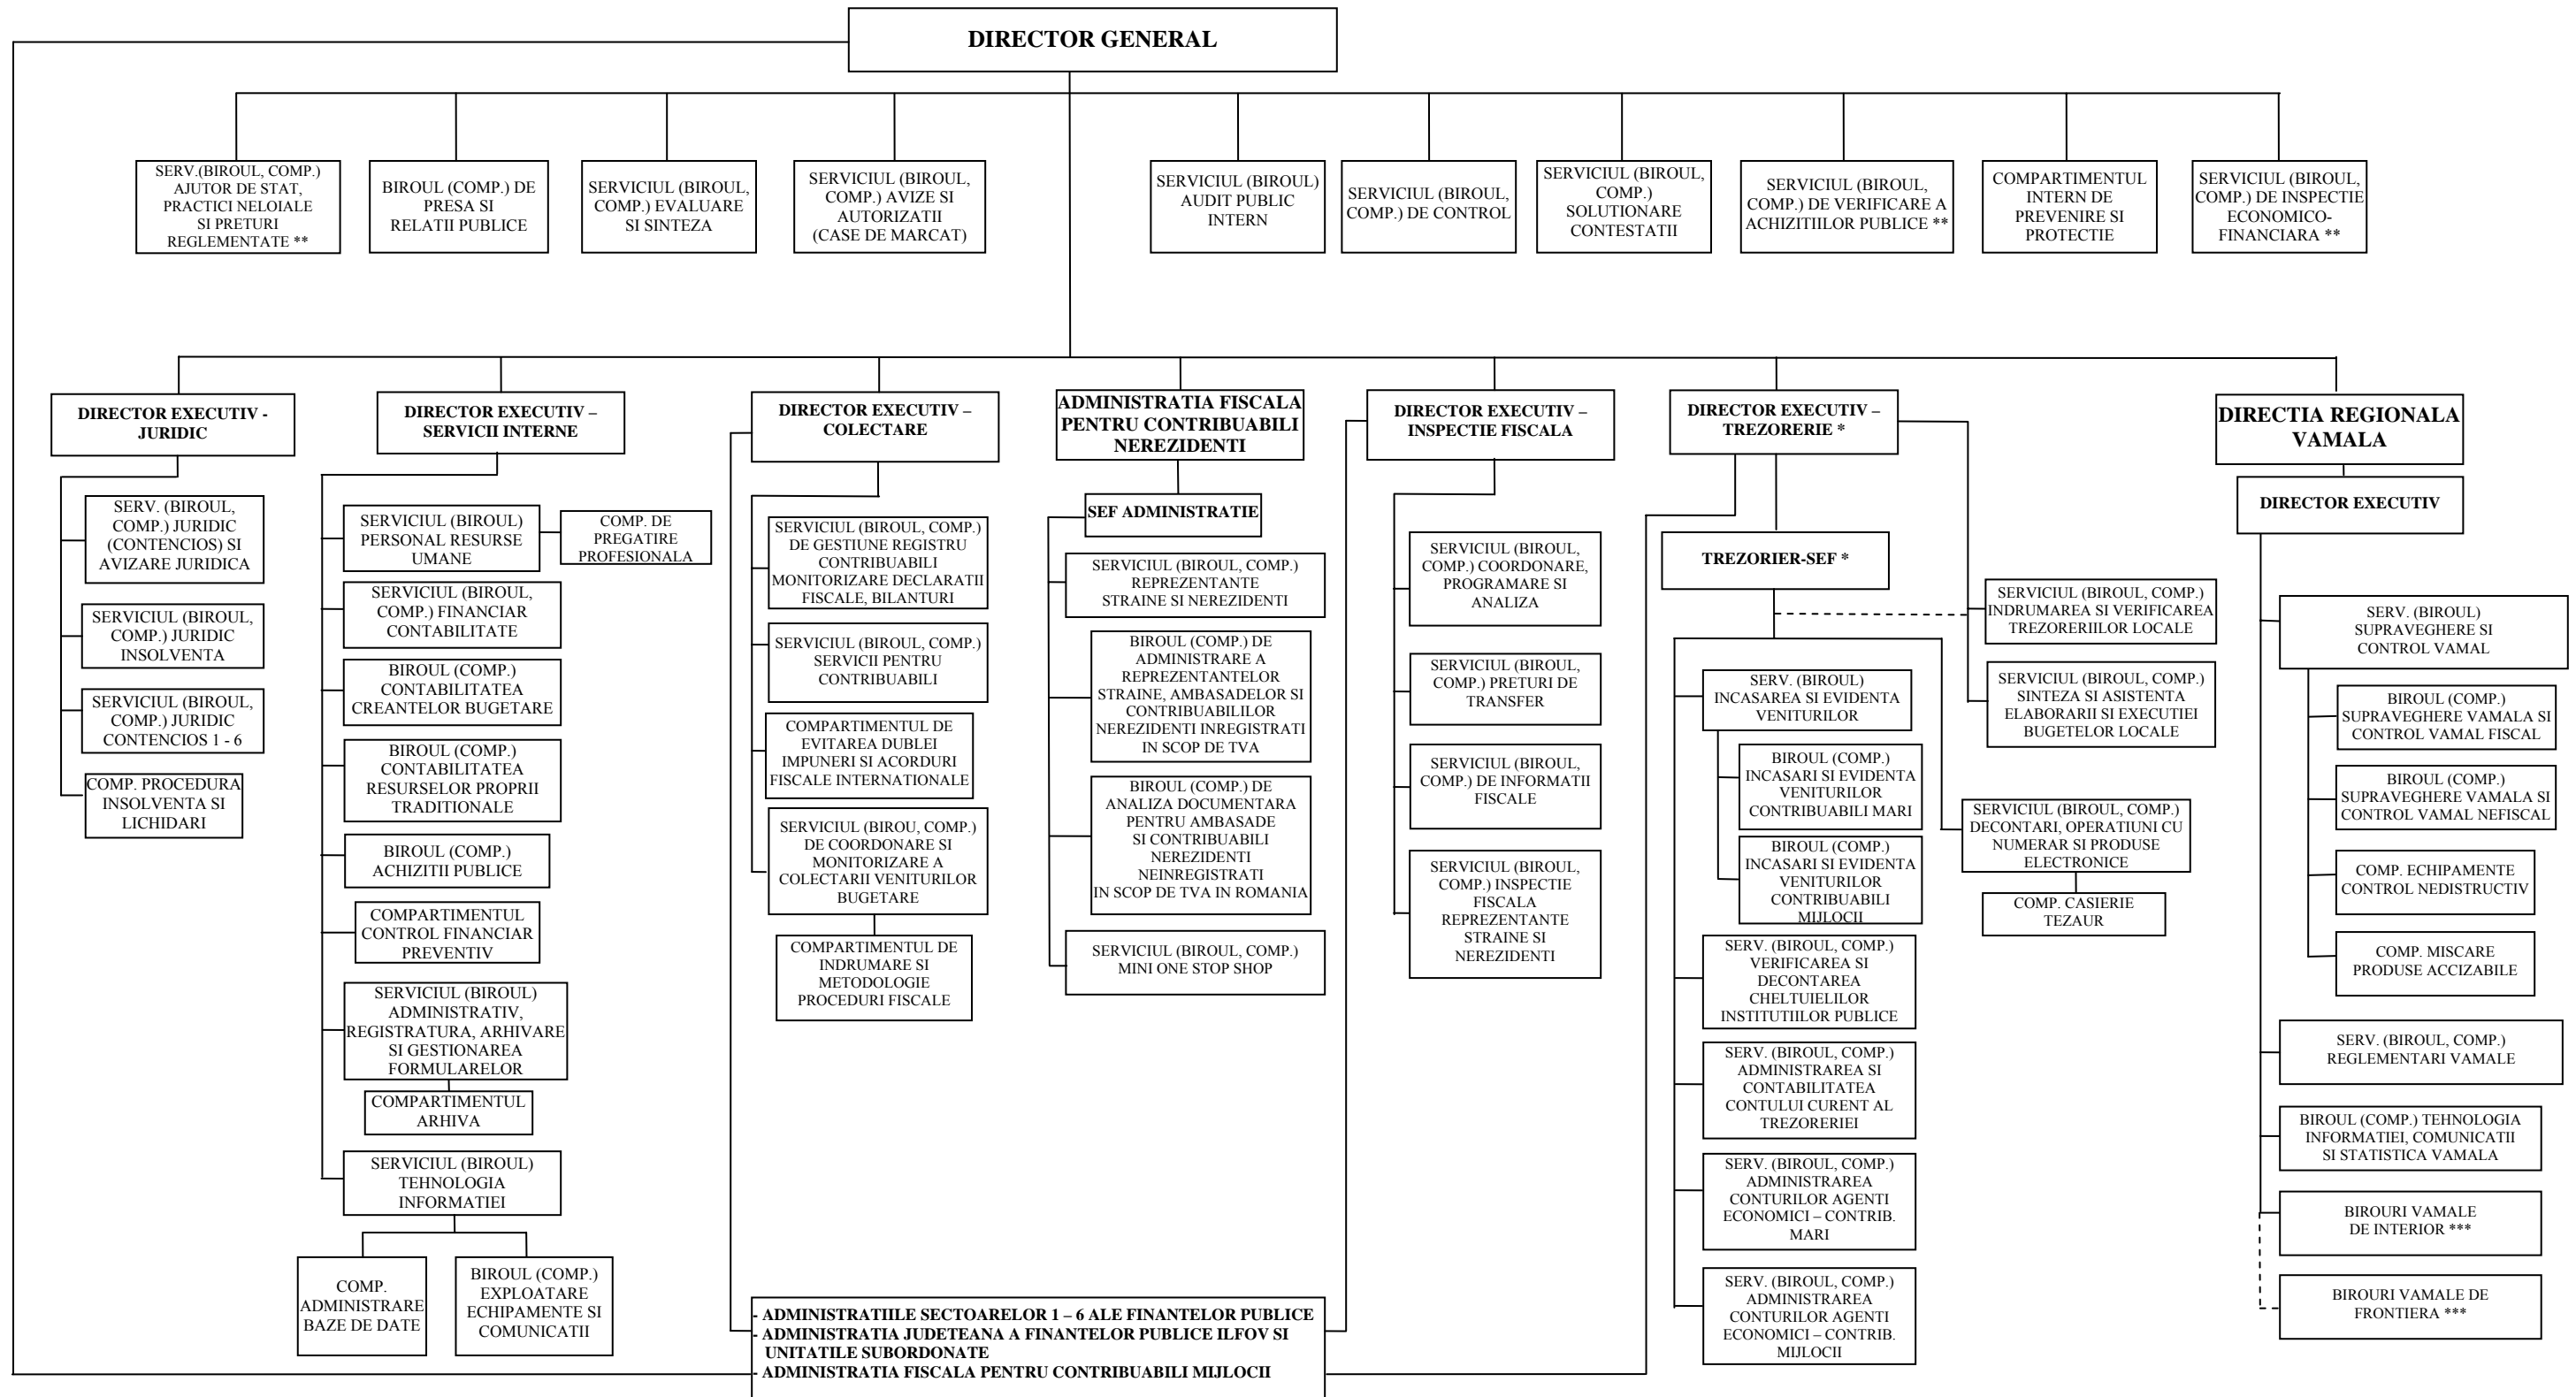 DIRECTOR GENERAL
SERV.(BIROUL, COMP.)
AJUTOR DE STAT,
PRACTICI NELOIALE
SI PRETURI
REGLEMENTATE **
BIROUL (COMP.) DE
PRESA SI
RELATII PUBLICE
SERVICIUL (BIROUL,
COMP.) EVALUARE
SI SINTEZA
SERVICIUL (BIROUL,
COMP.) AVIZE SI
AUTORIZATII
(CASE DE MARCAT)
SERVICIUL (BIROUL)
AUDIT PUBLIC
INTERN
SERVICIUL (BIROUL,
COMP.) DE CONTROL
SERVICIUL (BIROUL,
COMP.)
SOLUTIONARE
CONTESTATII
SERVICIUL (BIROUL,
COMP.) DE VERIFICARE A
ACHIZITIILOR PUBLICE **
COMPARTIMENTUL
INTERN DE
PREVENIRE SI
PROTECTIE
SERVICIUL (BIROUL,
COMP.) DE INSPECTIE
ECONOMICO-
FINANCIARA **
DIRECTOR EXECUTIV -
JURIDIC
SERV. (BIROUL,
COMP.) JURIDIC
(CONTENCIOS) SI
AVIZARE JURIDICA
SERVICIUL (BIROUL,
COMP.) JURIDIC
INSOLVENTA
SERVICIUL (BIROUL,
COMP.) JURIDIC
CONTENCIOS 1 - 6
COMP. PROCEDURA
INSOLVENTA SI
LICHIDARI
DIRECTOR EXECUTIV –
SERVICII INTERNE
SERVICIUL (BIROUL)
PERSONAL RESURSE
UMANE
COMP. DE
PREGATIRE
PROFESIONALA
SERVICIUL (BIROUL,
COMP.) FINANCIAR
CONTABILITATE
BIROUL (COMP.)
CONTABILITATEA
CREANTELOR BUGETARE
BIROUL (COMP.)
CONTABILITATEA
RESURSELOR PROPRII
TRADITIONALE
BIROUL (COMP.)
ACHIZITII PUBLICE
COMPARTIMENTUL
CONTROL FINANCIAR
PREVENTIV
SERVICIUL (BIROUL)
ADMINISTRATIV,
REGISTRATURA, ARHIVARE
SI GESTIONAREA
FORMULARELOR
COMPARTIMENTUL
ARHIVA
SERVICIUL (BIROUL)
TEHNOLOGIA
INFORMATIEI
COMP.
ADMINISTRARE
BAZE DE DATE
BIROUL (COMP.)
EXPLOATARE
ECHIPAMENTE SI
COMUNICATII
DIRECTOR EXECUTIV –
COLECTARE
SERVICIUL (BIROUL, COMP.)
DE GESTIUNE REGISTRU
CONTRIBUABILI
MONITORIZARE DECLARATII
FISCALE, BILANTURI
SERVICIUL (BIROUL, COMP.)
SERVICII PENTRU
CONTRIBUABILI
COMPARTIMENTUL DE
EVITAREA DUBLEI
IMPUNERI SI ACORDURI
FISCALE INTERNATIONALE
SERVICIUL (BIROU, COMP.)
DE COORDONARE SI
MONITORIZARE A
COLECTARII VENITURILOR
BUGETARE
COMPARTIMENTUL DE
INDRUMARE SI
METODOLOGIE
PROCEDURI FISCALE
ADMINISTRATIA FISCALA
PENTRU CONTRIBUABILI
NEREZIDENTI
SEF ADMINISTRATIE
SERVICIUL (BIROUL, COMP.)
REPREZENTANTE
STRAINE SI NEREZIDENTI
BIROUL (COMP.) DE
ADMINISTRARE A
REPREZENTANTELOR
STRAINE, AMBASADELOR SI
CONTRIBUABILILOR
NEREZIDENTI INREGISTRATI
IN SCOP DE TVA
BIROUL (COMP.) DE
ANALIZA DOCUMENTARA
PENTRU AMBASADE
SI CONTRIBUABILI
NEREZIDENTI
NEINREGISTRATI
IN SCOP DE TVA IN ROMANIA
SERVICIUL (BIROUL, COMP.)
MINI ONE STOP SHOP
DIRECTOR EXECUTIV –
INSPECTIE FISCALA
SERVICIUL (BIROUL,
COMP.) COORDONARE,
PROGRAMARE SI
ANALIZA
SERVICIUL (BIROUL,
COMP.) PRETURI DE
TRANSFER
SERVICIUL (BIROUL,
COMP.) DE INFORMATII
FISCALE
SERVICIUL (BIROUL,
COMP.) INSPECTIE
FISCALA
REPREZENTANTE
STRAINE SI
NEREZIDENTI
DIRECTOR EXECUTIV –
TREZORERIE *
TREZORIER-SEF *
SERV. (BIROUL)
INCASAREA SI EVIDENTA
VENITURILOR
BIROUL (COMP.)
INCASARI SI EVIDENTA
VENITURILOR
CONTRIBUABILI MARI
BIROUL (COMP.)
INCASARI SI EVIDENTA
VENITURILOR
CONTRIBUABILI
MIJLOCII
SERV. (BIROUL, COMP.)
VERIFICAREA SI
DECONTAREA
CHELTUIELILOR
INSTITUTIILOR PUBLICE
SERV. (BIROUL, COMP.)
ADMINISTRAREA SI
CONTABILITATEA
CONTULUI CURENT AL
TREZORERIEI
SERV. (BIROUL, COMP.)
ADMINISTRAREA
CONTURILOR AGENTI
ECONOMICI – CONTRIB.
MARI
SERV. (BIROUL, COMP.)
ADMINISTRAREA
CONTURILOR AGENTI
ECONOMICI – CONTRIB.
MIJLOCII
SERVICIUL (BIROUL, COMP.)
INDRUMAREA SI VERIFICAREA
TREZORERIILOR LOCALE
SERVICIUL (BIROUL, COMP.)
SINTEZA SI ASISTENTA
ELABORARII SI EXECUTIEI
BUGETELOR LOCALE
SERVICIUL (BIROUL, COMP.)
DECONTARI, OPERATIUNI CU
NUMERAR SI PRODUSE
ELECTRONICE
COMP. CASIERIE
TEZAUR
DIRECTIA REGIONALA
VAMALA
DIRECTOR EXECUTIV
SERV. (BIROUL)
SUPRAVEGHERE SI
CONTROL VAMAL
BIROUL (COMP.)
SUPRAVEGHERE VAMALA SI
CONTROL VAMAL FISCAL
BIROUL (COMP.)
SUPRAVEGHERE VAMALA SI
CONTROL VAMAL NEFISCAL
COMP. ECHIPAMENTE
CONTROL NEDISTRUCTIV
COMP. MISCARE
PRODUSE ACCIZABILE
SERV. (BIROUL, COMP.)
REGLEMENTARI VAMALE
BIROUL (COMP.) TEHNOLOGIA
INFORMATIEI, COMUNICATII
SI STATISTICA VAMALA
BIROURI VAMALE
DE INTERIOR ***
BIROURI VAMALE DE
FRONTIERA ***
- ADMINISTRATIILE SECTOARELOR 1 – 6 ALE FINANTELOR PUBLICE
- ADMINISTRATIA JUDETEANA A FINANTELOR PUBLICE ILFOV SI
UNITATILE SUBORDONATE
- ADMINISTRATIA FISCALA PENTRU CONTRIBUABILI MIJLOCII